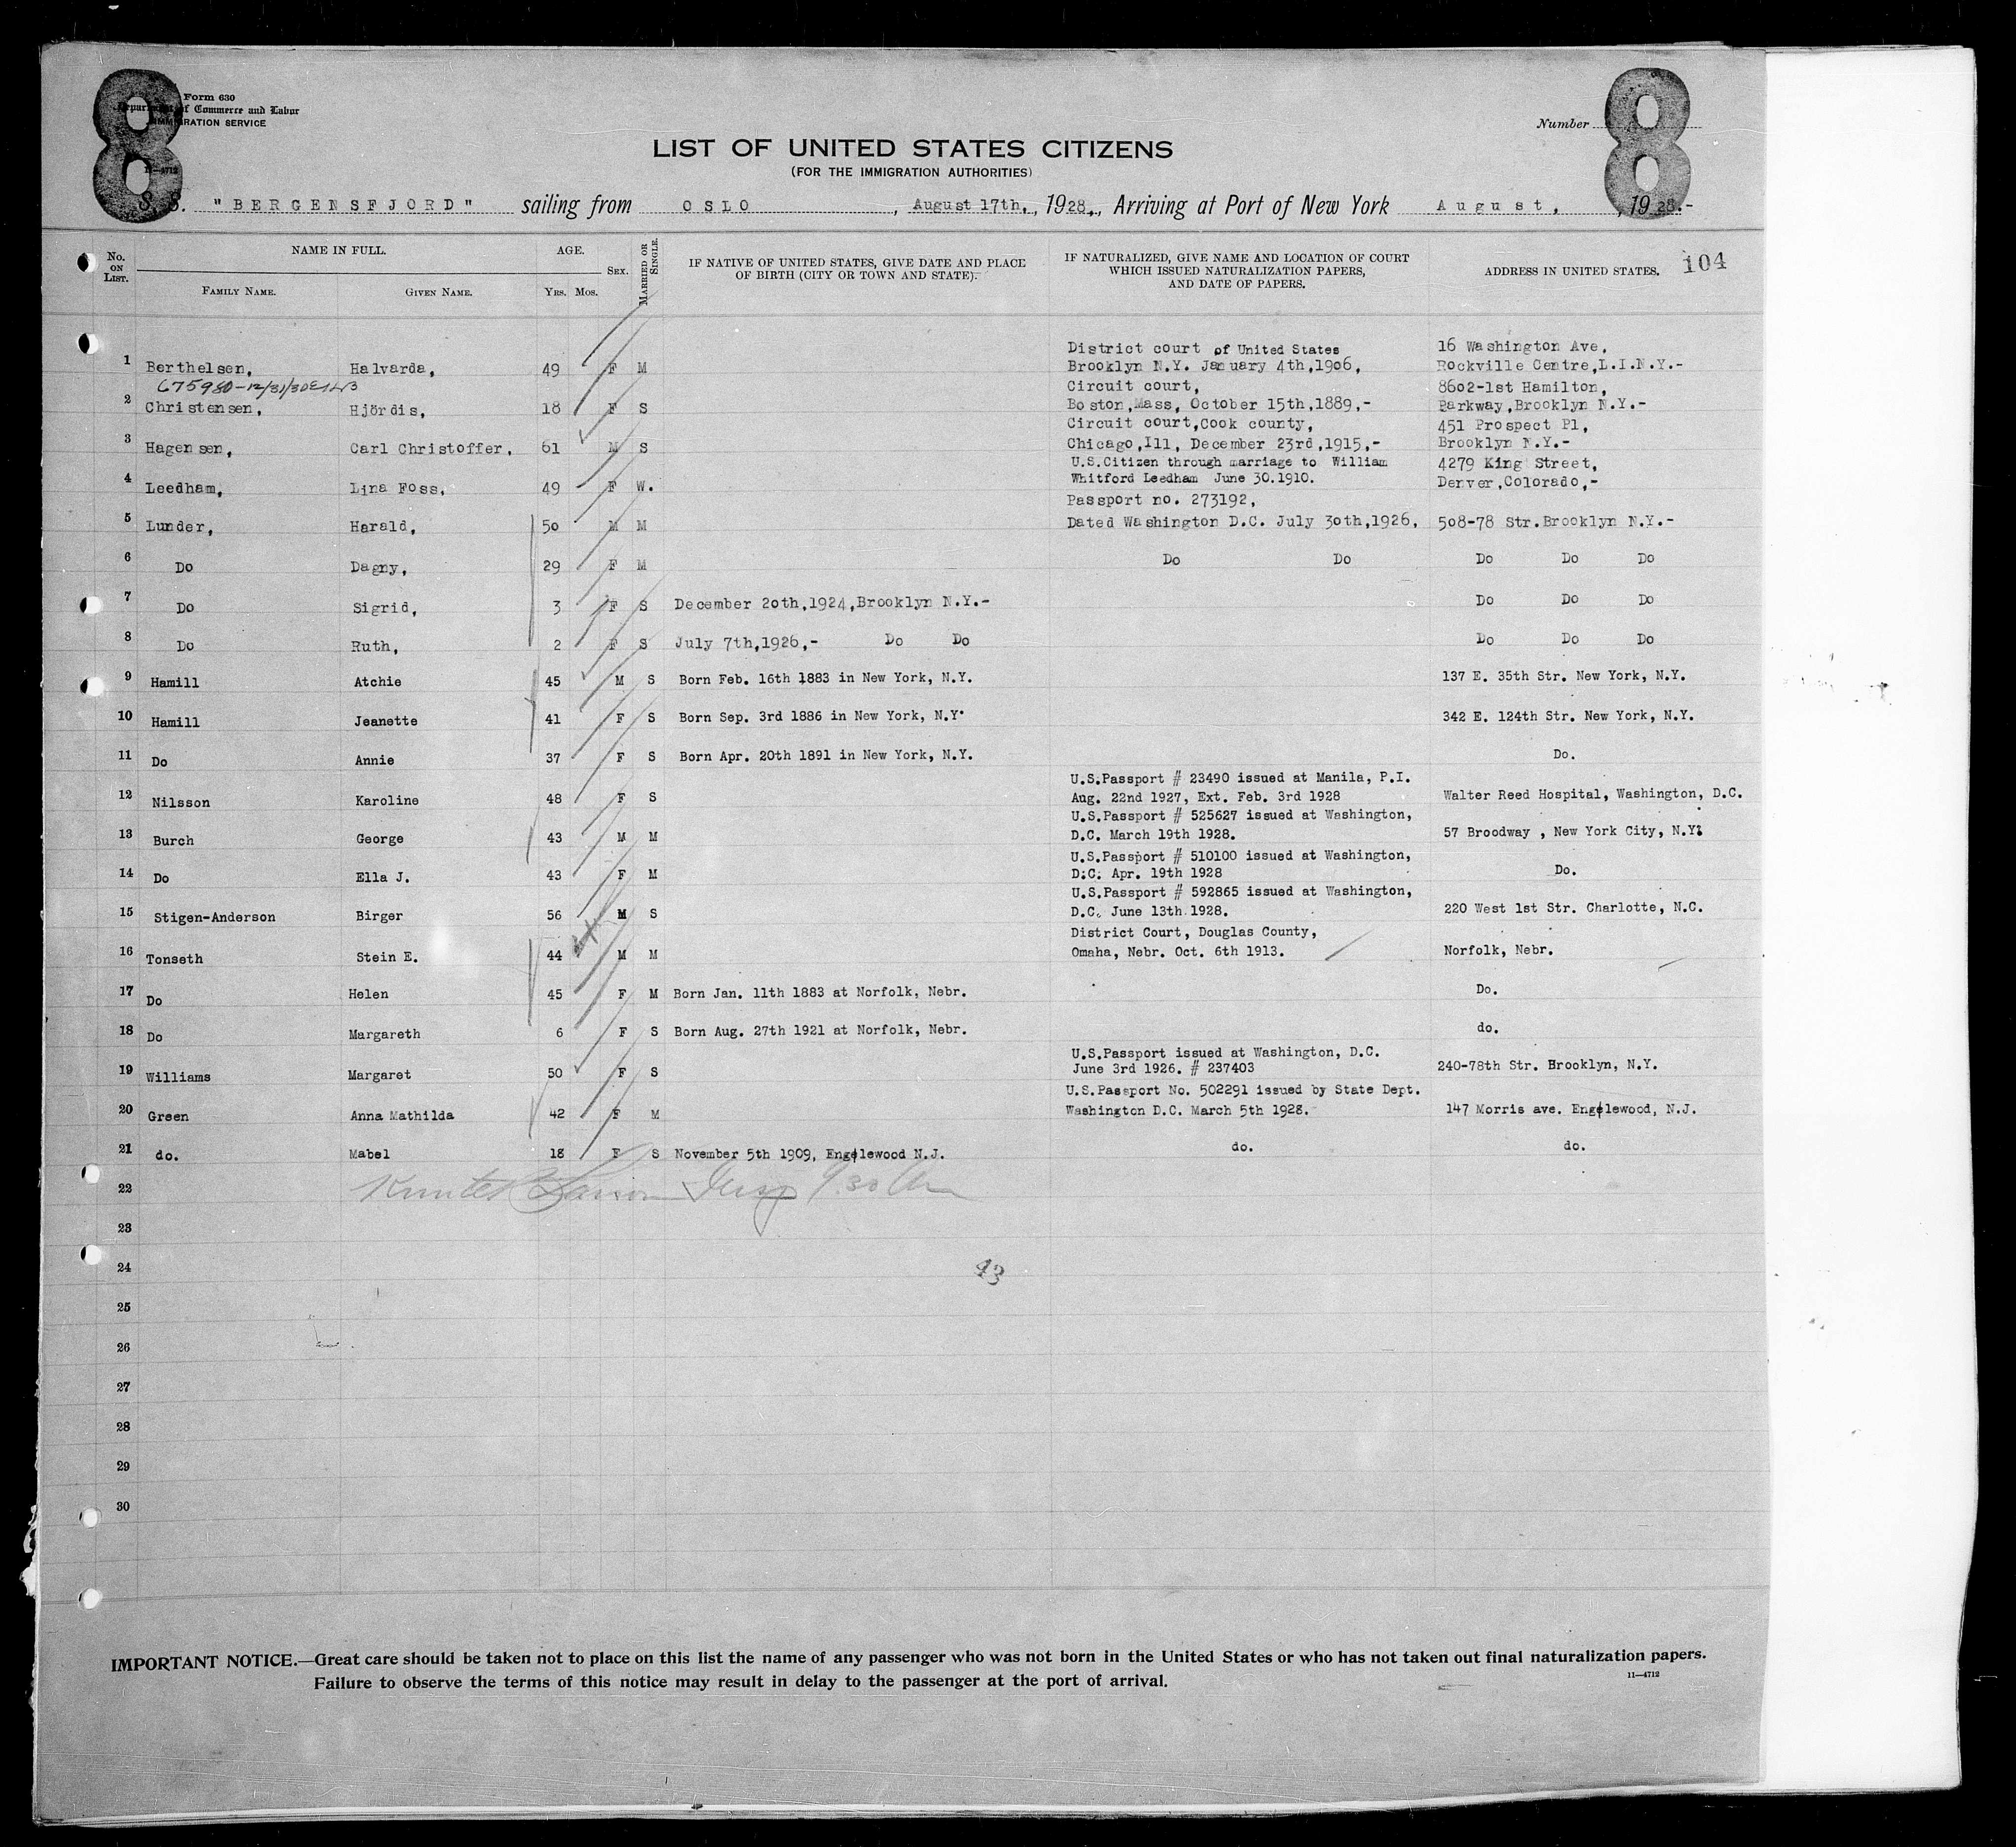 8
8
Form 630
Department of Commerce and Labor
IMMIGRATION SERVICE
11—4712
Number
LIST OF UNITED STATES CITIZENS
(FOR THE IMMIGRATION AUTHORITIES)
S. S. "BERGENSFJORD" sailing from OSLO, August 17th, 1928, Arriving at Port of New York August, , 1928.-
No. ON LIST. NAME IN FULL. AGE. SEX. MARRIED OR SINGLE. IF NATIVE OF UNITED STATES, GIVE DATE AND PLACE OF BIRTH (CITY OR TOWN AND STATE). IF NATURALIZED, GIVE NAME AND LOCATION OF COURT WHICH ISSUED NATURALIZATION PAPERS, AND DATE OF PAPERS. ADDRESS IN UNITED STATES. 104
FAMILY NAME. GIVEN NAME. YRS. MOS.
District court of United States 16 Washington Ave,
1 Berthelsen, Halvarda, 49 F M Brooklyn N.Y. January 4th,1906, Rockville Centre,L.I.N.Y.-
675980-12/31/30 Circuit court, 8602-1st Hamilton,
2 Christensen, Hjördis, 18 F S Boston,Mass, October 15th,1889,- Parkway,Brooklyn N.Y.-
Circuit court,Cook county, 451 Prospect Pl,
3 Hagensen, Carl Christoffer, 61 M S Chicago,Ill, December 23rd,1915,- Brooklyn N.Y.-
U.S.Citizen through marriage to William 4279 King Street,
4 Leedham, Lina Foss, 49 F W. Whitford Leedham June 30.1910. Denver,Colorado,-
Passport no. 273192,
5 Lunder, Harald, 50 M M Dated Washington D.C. July 30th,1926, 508-78 Str.Brooklyn N.Y.-
6 Do Dagny, 29 F M Do Do Do Do Do
7 Do Sigrid, 3 F S December 20th,1924,Brooklyn N.Y.- Do Do Do
8 Do Ruth, 2 F S July 7th,1926,- Do Do Do Do Do
9 Hamill Atchie 45 M S Born Feb. 16th 1883 in New York, N.Y. 137 E. 35th Str. New York, N.Y.
10 Hamill Jeanette 41 F S Born Sep. 3rd 1886 in New York, N.Y. 342 E. 124th Str. New York, N.Y.
11 Do Annie 37 F S Born Apr. 20th 1891 in New York, N.Y. Do.
U.S.Passport # 23490 issued at Manila, P.I.
12 Nilsson Karoline 48 F S Aug. 22nd 1927, Ext. Feb. 3rd 1928 Walter Reed Hospital, Washington, D.C.
U.S.Passport # 525627 issued at Washington,
13 Burch George 43 M M D.C. March 19th 1928. 57 Broodway , New York City, N.Y.
U.S.Passport # 510100 issued at Washington,
14 Do Ella J. 43 F M D.C. Apr. 19th 1928 Do.
U.S.Passport # 592865 issued at Washington,
15 Stigen-Anderson Birger 56 M S D.C. June 13th 1928. 220 West 1st Str. Charlotte, N.C.
District Court, Douglas County,
16 Tonseth Stein E. 44 M M Omaha, Nebr. Oct. 6th 1913. Norfolk, Nebr.
17 Do Helen 45 F M Born Jan. 11th 1883 at Norfolk, Nebr. Do.
18 Do Margareth 6 F S Born Aug. 27th 1921 at Norfolk, Nebr. do.
U.S.Passport issued at Washington, D.C.
19 Williams Margaret 50 F S June 3rd 1926. # 237403 240-78th Str. Brooklyn, N.Y.
U.S.Passport No. 502291 issued by State Dept.
20 Green Anna Mathilda 42 F M Washington D.C. March 5th 1928. 147 Morris ave. Englewood, N.J.
21 do. Mabel 18 F S November 5th 1909, Englewood N.J. do. do.
22
23
24 43
25
26
27
28
29
30
IMPORTANT NOTICE.—Great care should be taken not to place on this list the name of any passenger who was not born in the United States or who has not taken out final naturalization papers.
Failure to observe the terms of this notice may result in delay to the passenger at the port of arrival.
11—4712